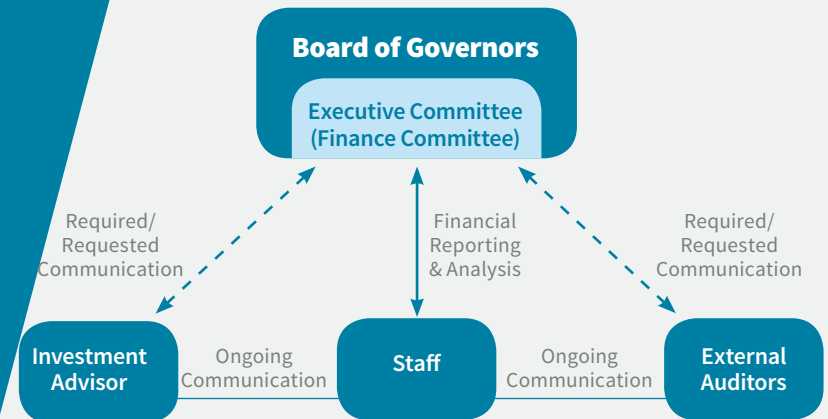 Board of Governors
Executive Committee
(Finance Committee)
Required/
Requested
Communication
Financial
Reporting
& Analysis
Required/
Requested
Communication
Investment
Advisor
Ongoing
Communication
Staff
Ongoing
Communication
External
Auditors